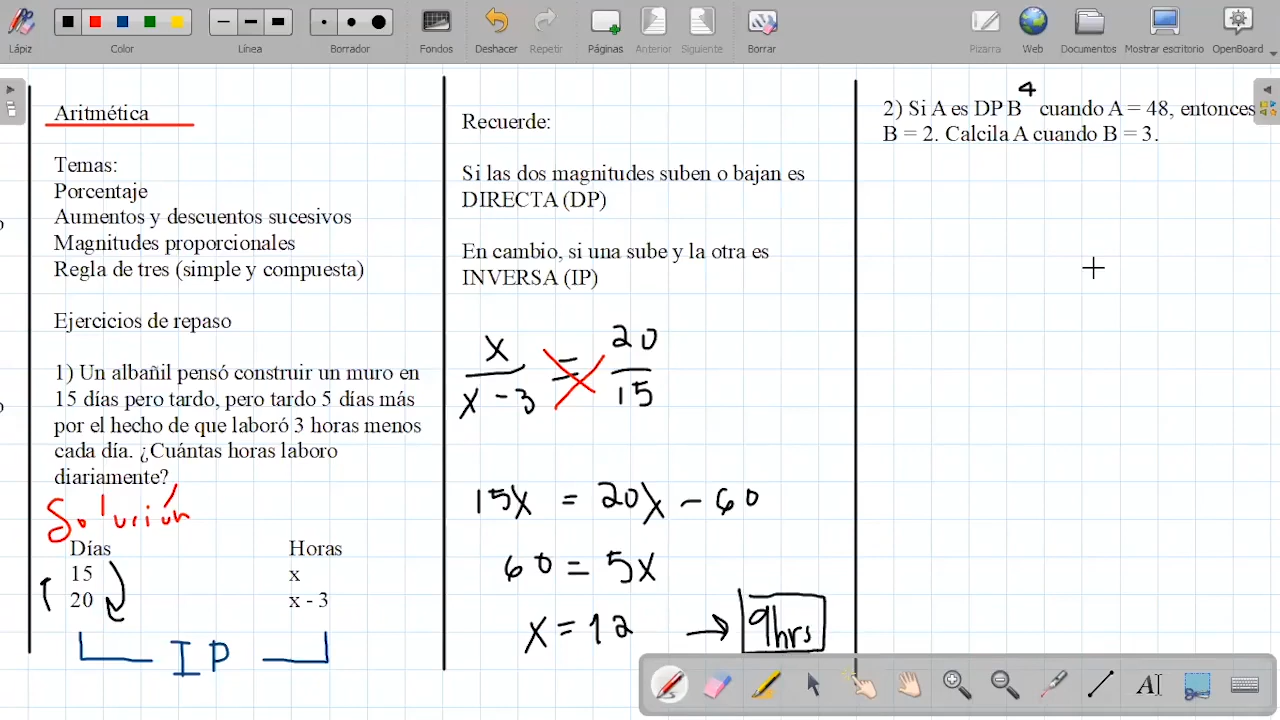 Lápiz
Color
Línea
Borrador
Fondos
Deshacer
Repetir
Páginas
Anterior
Siguiente
Borrar
Pizarra
Web
Documentos
Mostrar escritorio
OpenBoard
Aritmética
Temas:
Porcentaje
Aumentos y descuentos sucesivos
Magnitudes proporcionales
Regla de tres (simple y compuesta)
Ejercicios de repaso
1) Un albañil pensó construir un muro en
15 días pero tardo, pero tardo 5 días más
por el hecho de que laboró 3 horas menos
cada día. ¿Cuántas horas laboro
diariamente?
Solución
Días Horas
15 x
20 x - 3
IP
Recuerde:
Si las dos magnitudes suben o bajan es
DIRECTA (DP)
En cambio, si una sube y la otra es
INVERSA (IP)
x = 20
x - 3 15
15x = 20x - 60
60 = 5x
x = 12 → 9hrs
2) Si A es DP B⁴ cuando A = 48, entonces
B = 2. Calcila A cuando B = 3.